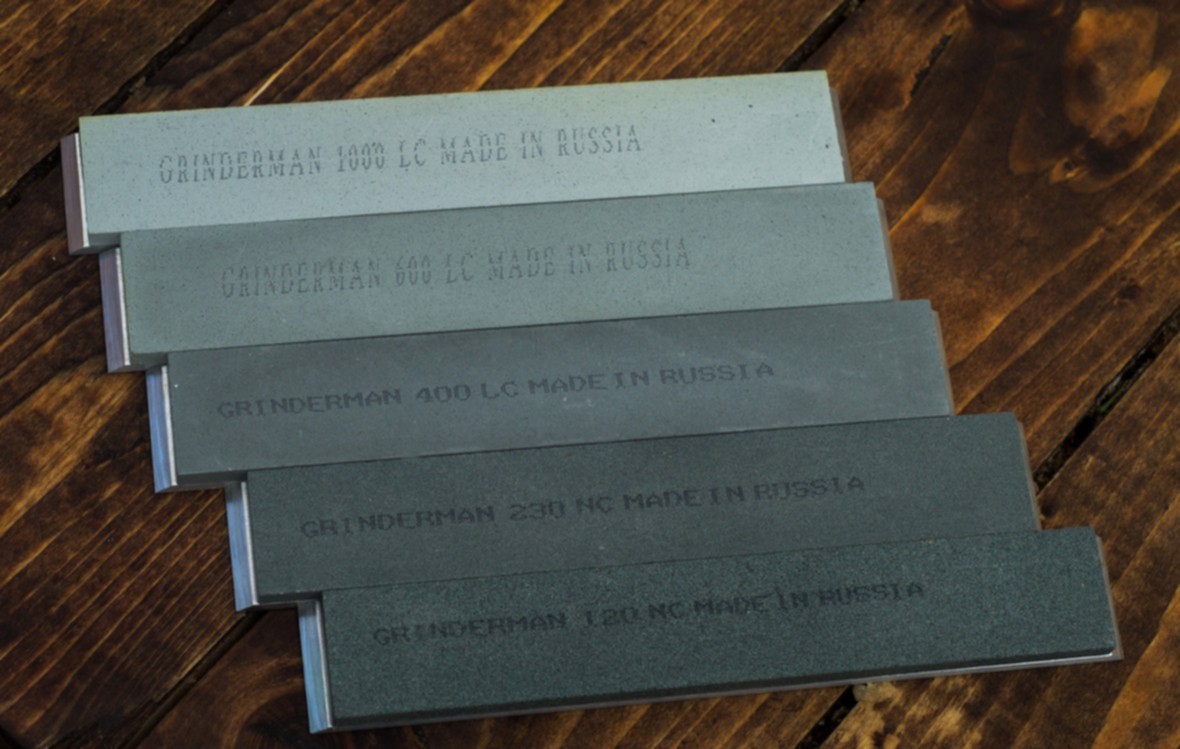 GRINDERMAN 1000 LC MADE IN RUSSIA
GRINDERMAN 600 LC MADE IN RUSSIA
GRINDERMAN 400 LC MADE IN RUSSIA
GRINDERMAN 230 NC MADE IN RUSSIA
GRINDERMAN 120 NC MADE IN RUSSIA